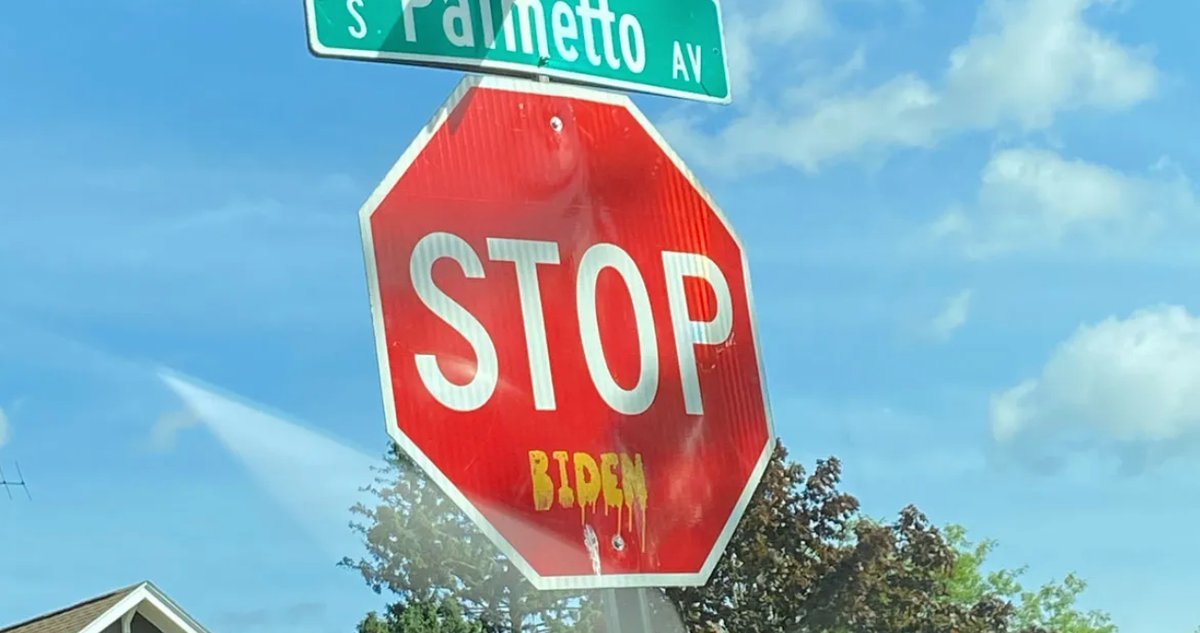 S Palmetto AV
STOP
BIDEN